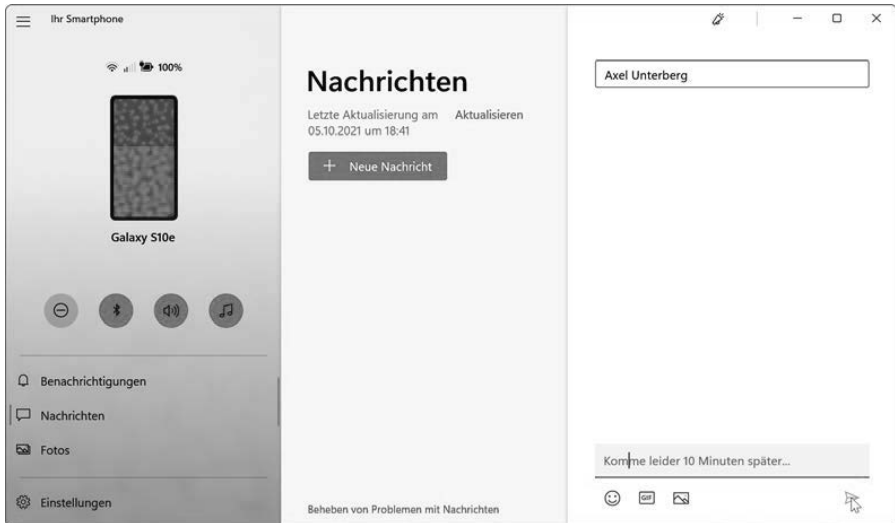 Ihr Smartphone
100%
Galaxy S10e
Benachrichtigungen
Nachrichten
Fotos
Einstellungen
Nachrichten
Letzte Aktualisierung am Aktualisieren
05.10.2021 um 18:41
+ Neue Nachricht
Beheben von Problemen mit Nachrichten
Axel Unterberg
Komme leider 10 Minuten später...
GIF